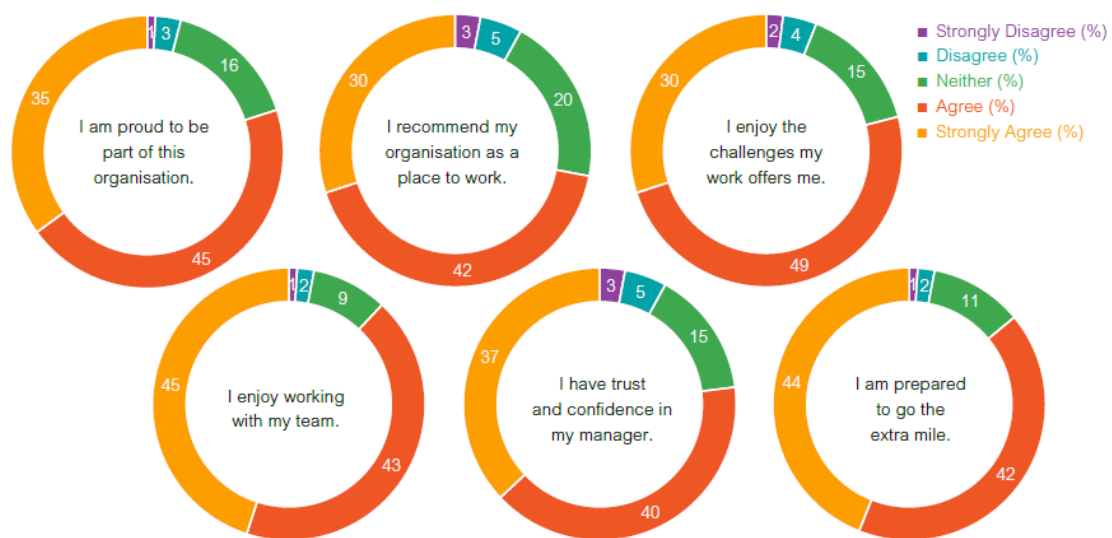 1
3
16
45
35
I am proud to be
part of this
organisation.
3
5
20
42
30
I recommend my
organisation as a
place to work.
2
4
15
49
30
I enjoy the
challenges my
work offers me.
Strongly Disagree (%)
Disagree (%)
Neither (%)
Agree (%)
Strongly Agree (%)
1
2
9
43
45
I enjoy working
with my team.
3
5
15
40
37
I have trust
and confidence in
my manager.
1
2
11
42
44
I am prepared
to go the
extra mile.